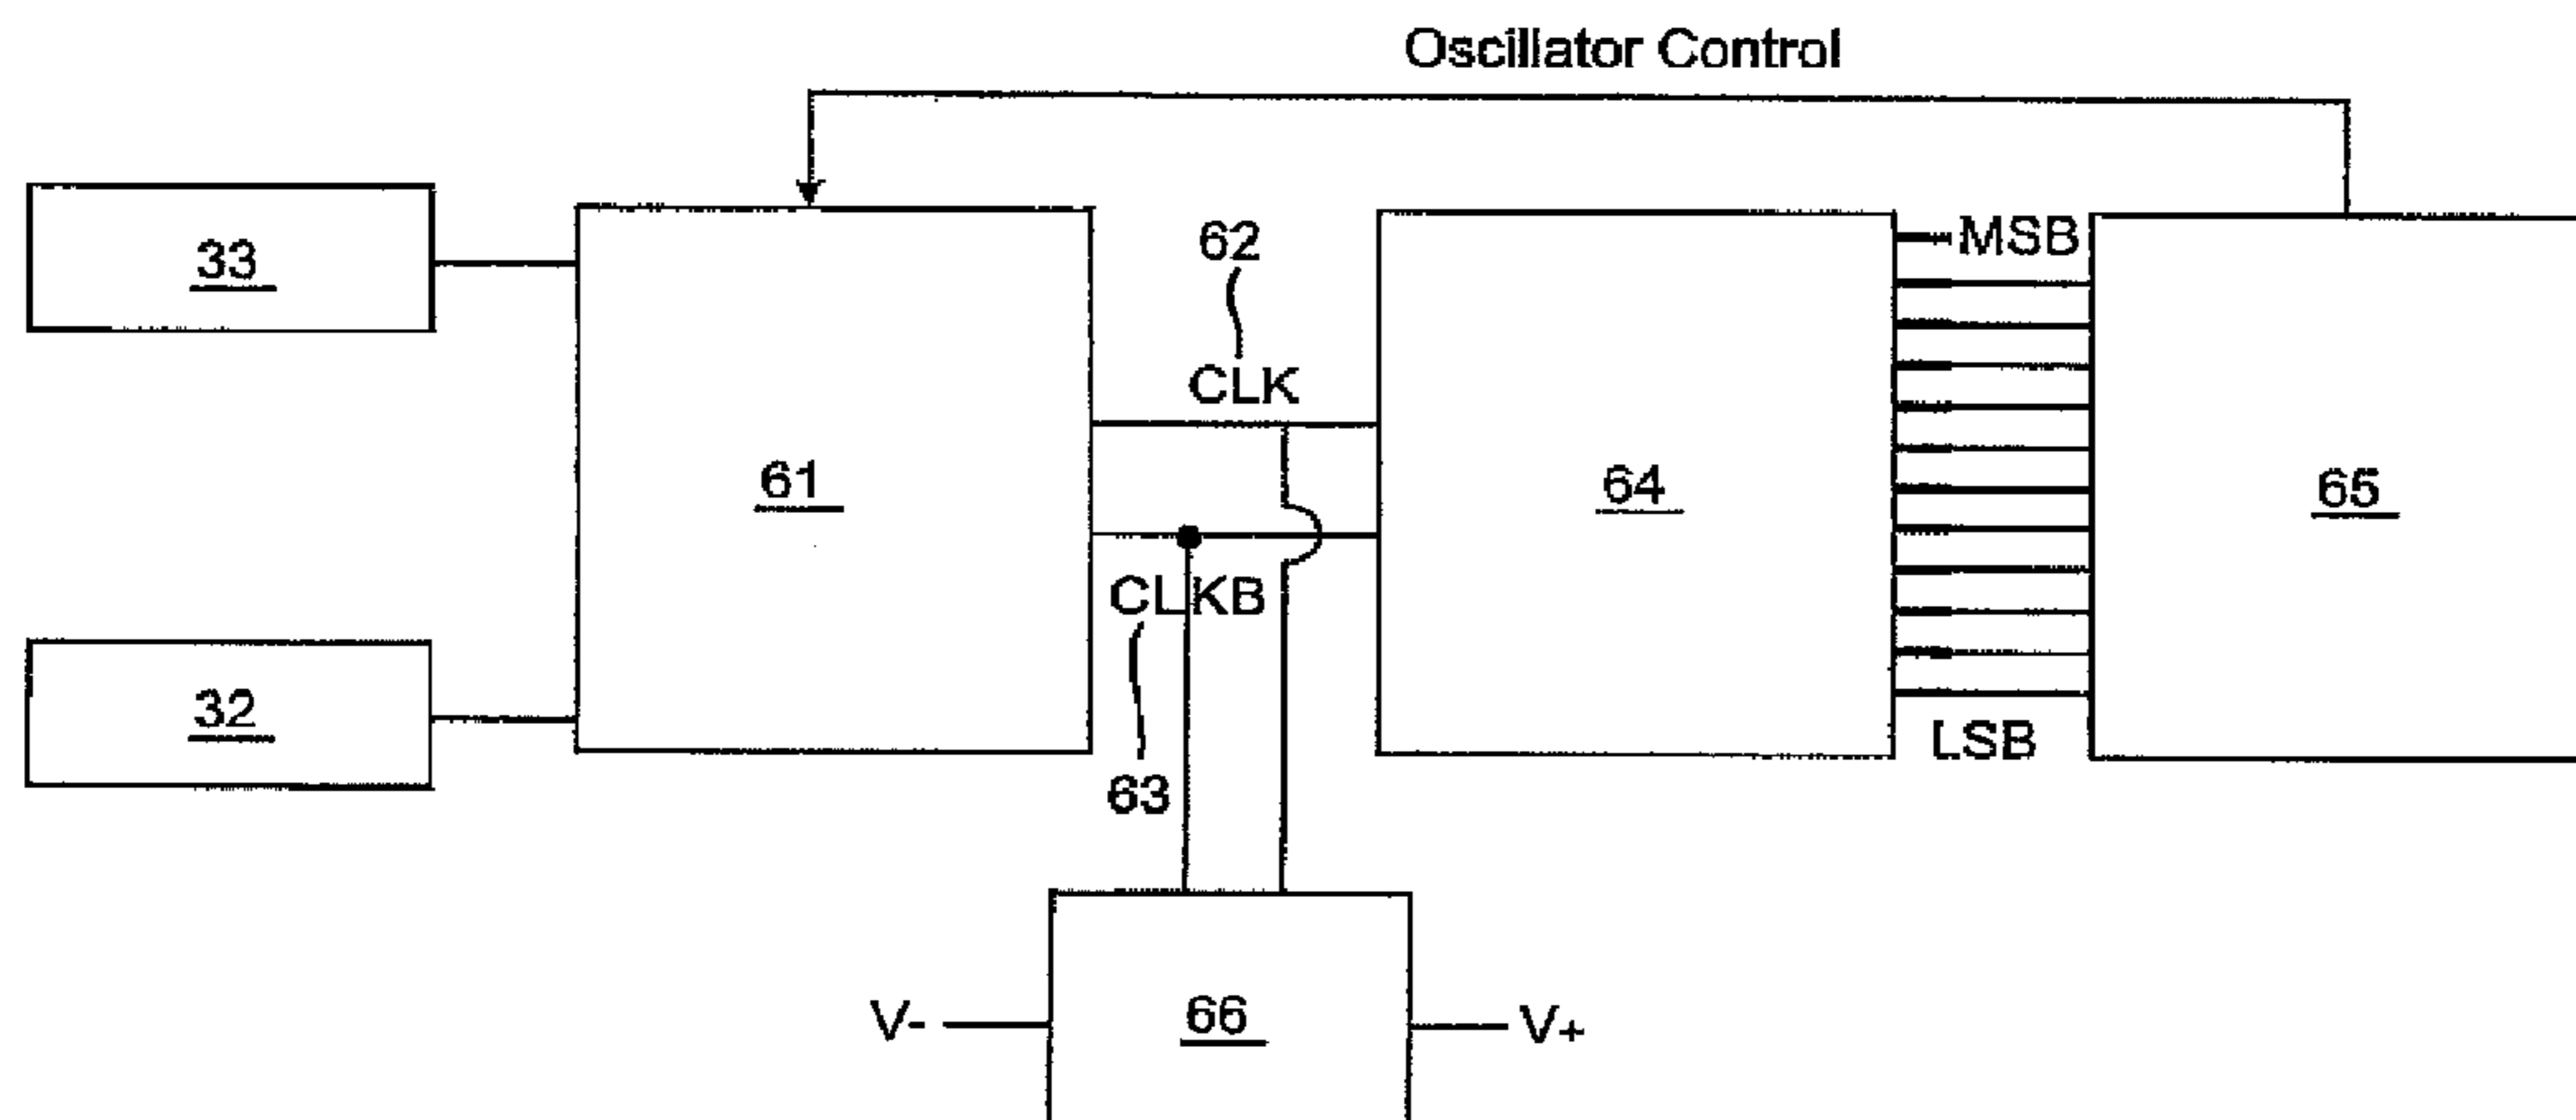 Oscillator Control
33
62
MSB
CLK
61
64
65
CLKB
32
LSB
63
V-
66
V+